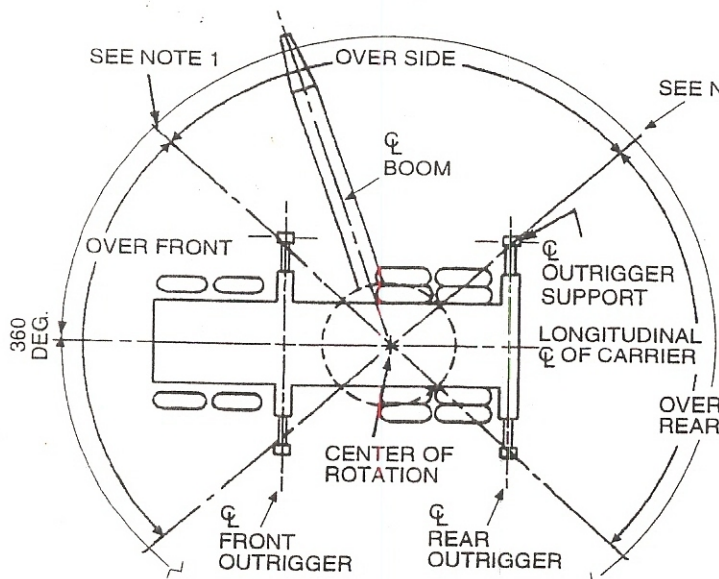 SEE NOTE 1
OVER SIDE
SEE N
℄
BOOM
OVER FRONT
℄
OUTRIGGER
SUPPORT
360
DEG.
LONGITUDINAL
℄ OF CARRIER
OVER
REAR
CENTER OF
ROTATION
℄
FRONT
OUTRIGGER
℄
REAR
OUTRIGGER